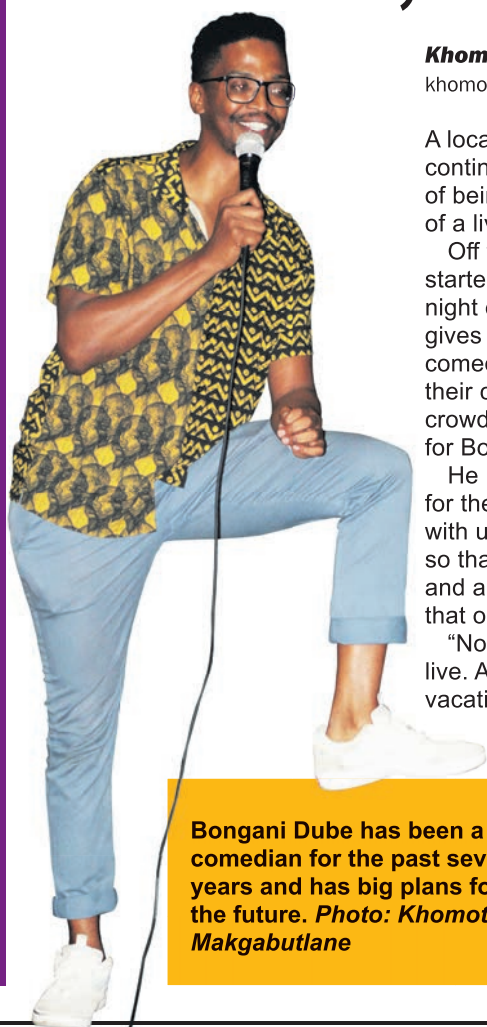 Khom
khomo
A loca
contin
of bein
of a liv
Off
starte
night
gives
comed
their c
crowd
for Bo
He
for the
with u
so tha
and a
that o
“No
live. A
vacati
Bongani Dube has been a
comedian for the past sev
years and has big plans fo
the future. Photo: Khomot
Makgabutlane